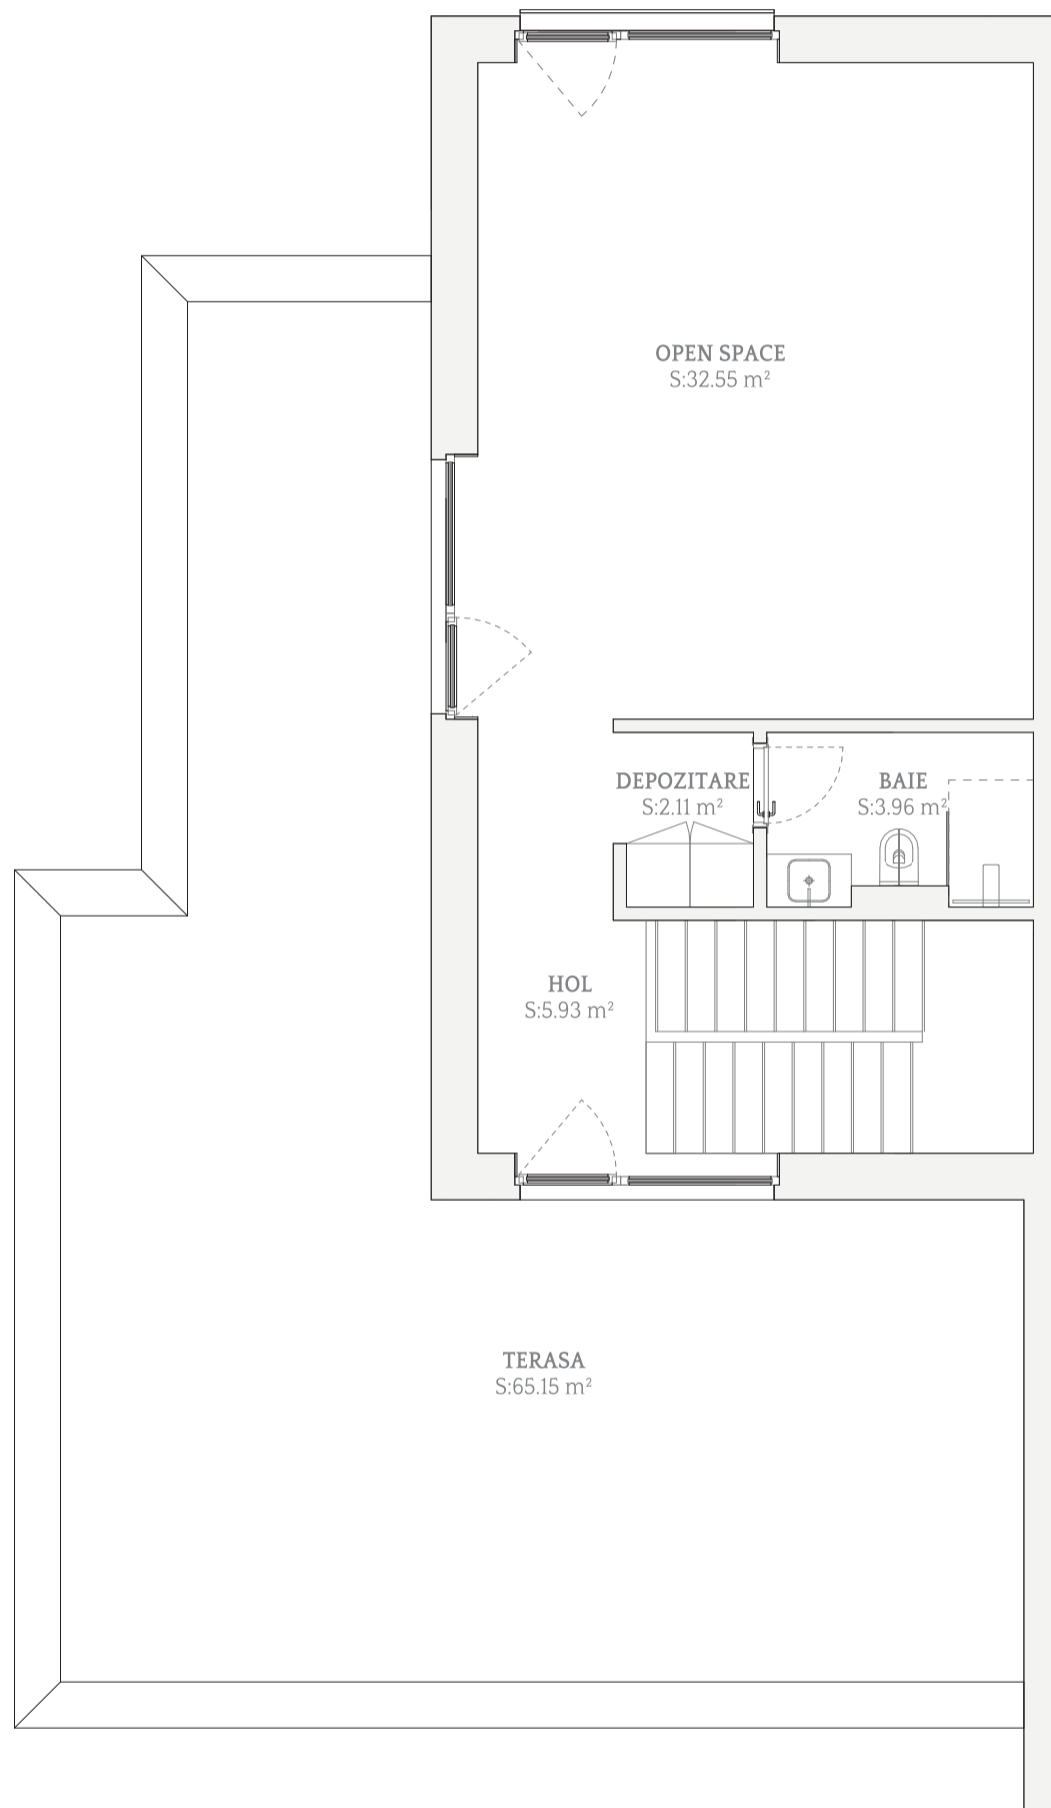 OPEN SPACE
S:32.55 m²
DEPOZITARE
S:2.11 m²
BAIE
S:3.96 m²
HOL
S:5.93 m²
TERASA
S:65.15 m²